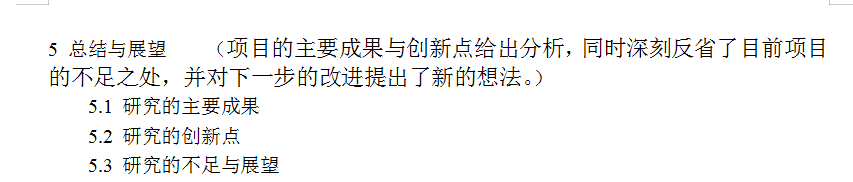 5 总结与展望 （项目的主要成果与创新点给出分析，同时深刻反省了目前项目
的不足之处，并对下一步的改进提出了新的想法。）
5.1 研究的主要成果
5.2 研究的创新点
5.3 研究的不足与展望